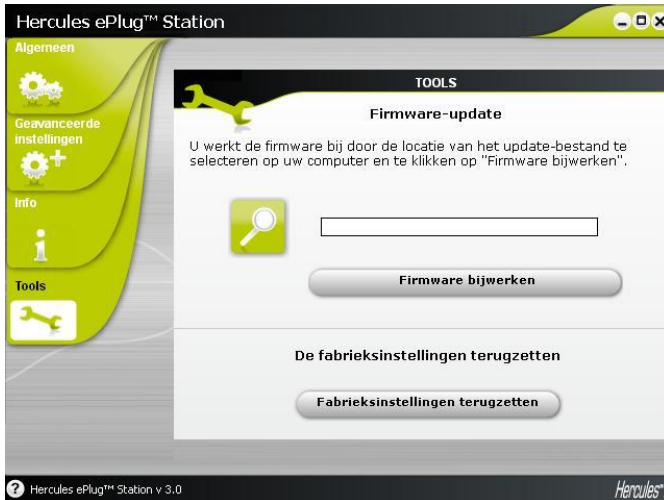 Hercules ePlug™ Station
Algemeen
Geavanceerde
instellingen
Info
Tools
TOOLS
Firmware-update
U werkt de firmware bij door de locatie van het update-bestand te
selecteren op uw computer en te klikken op "Firmware bijwerken".
Firmware bijwerken
De fabrieksinstellingen terugzetten
Fabrieksinstellingen terugzetten
? Hercules ePlug™ Station v 3.0
Hercules™